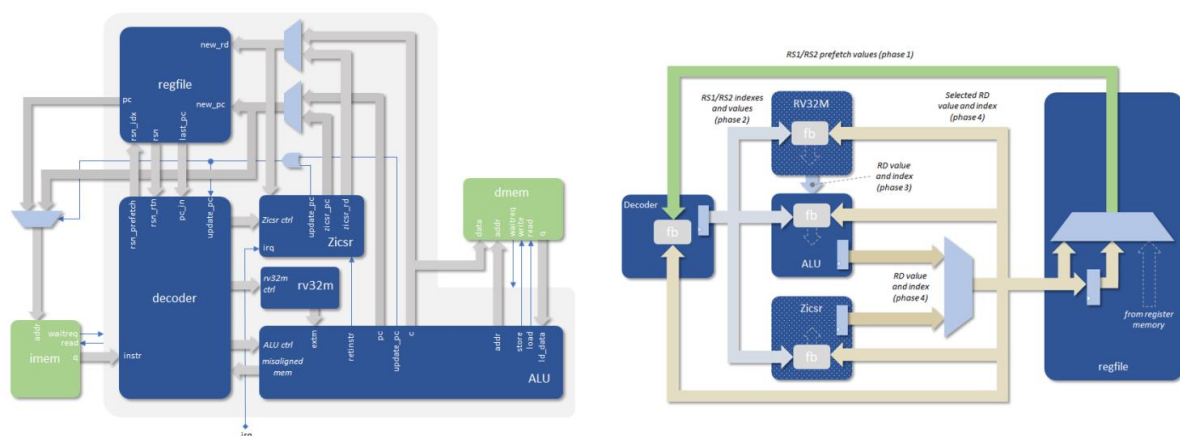 new_rd
regfile
new_pc
pc
rsn_idx
rsn
last_pc
rsn_prefetch
rsn_rtn
pc_in
update_pc
decoder
instr
Zicsr ctrl
update_pc
zicsr_pc
zicsr_rd
Zicsr
irq
rv32m
ctrl
rv32m
ALU ctrl
misaligned
mem
extm
retinstr
pc
update_pc
c
addr
store
load
ld_data
ALU
dmem
data
addr
waitreq
write
read
q
addr
waitreq
read
q
imem
irq
RS1/RS2 prefetch values (phase 1)
RS1/RS2 indexes
and values
(phase 2)
RV32M
fb
Selected RD
value and index
(phase 4)
RD value
and index
(phase 3)
Decoder
fb
fb
ALU
RD value
and index
(phase 4)
Zicsr
fb
from register
memory
regfile